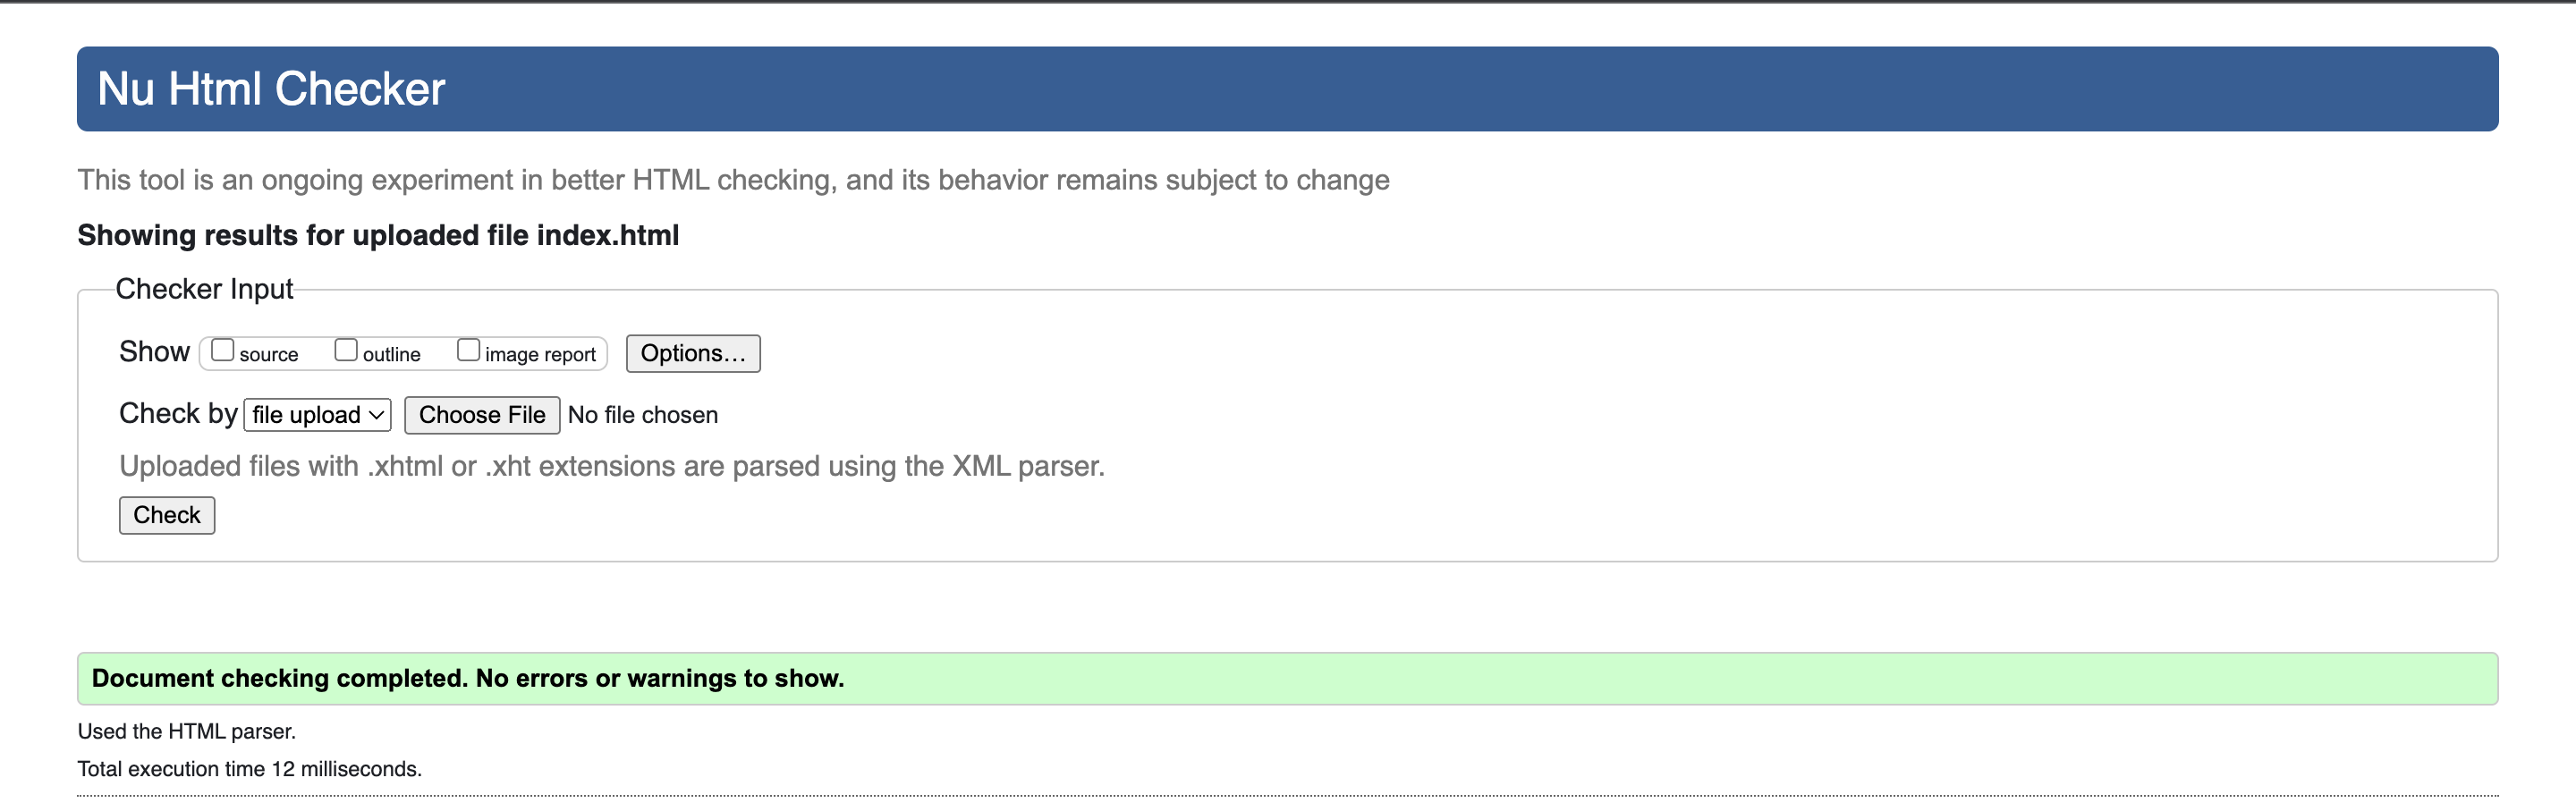 Nu Html Checker
This tool is an ongoing experiment in better HTML checking, and its behavior remains subject to change
Showing results for uploaded file index.html
Checker Input
Show source outline image report Options...
Check by file upload Choose File No file chosen
Uploaded files with .xhtml or .xht extensions are parsed using the XML parser.
Check
Document checking completed. No errors or warnings to show.
Used the HTML parser.
Total execution time 12 milliseconds.